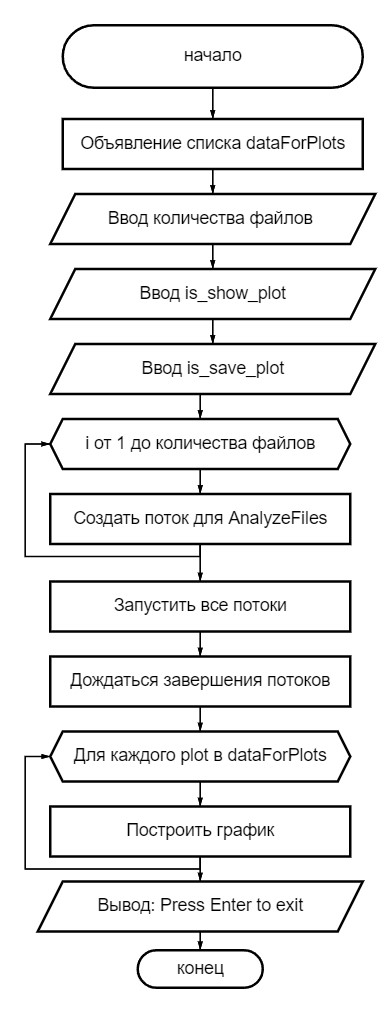 начало
Объявление списка dataForPlots
Ввод количества файлов
Ввод is_show_plot
Ввод is_save_plot
i от 1 до количества файлов
Создать поток для AnalyzeFiles
Запустить все потоки
Дождаться завершения потоков
Для каждого plot в dataForPlots
Построить график
Вывод: Press Enter to exit
конец